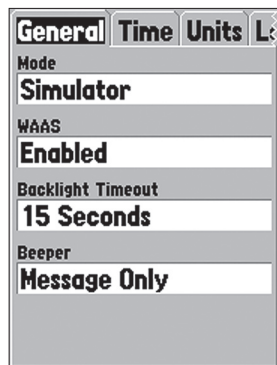 General Time Units
Mode
Simulator
WAAS
Enabled
Backlight Timeout
15 Seconds
Beeper
Message Only